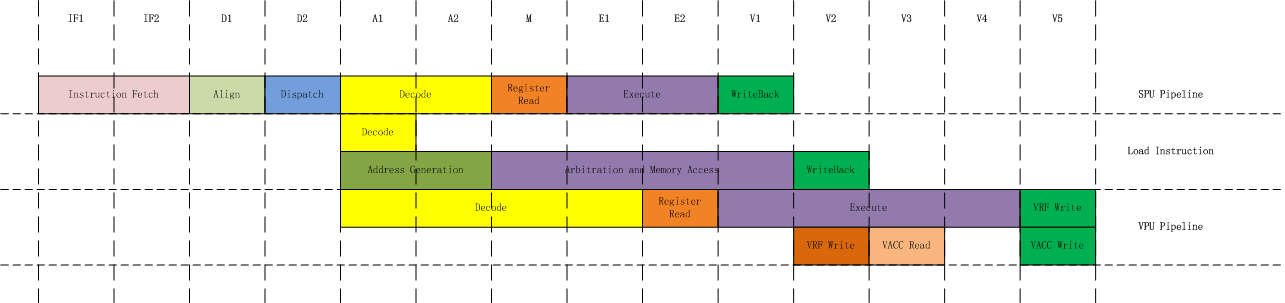 IF1 IF2 D1 D2 A1 A2 M E1 E2 V1 V2 V3 V4 V5
Instruction Fetch Align Dispatch Decode Register Read Execute WriteBack SPU Pipeline
Decode
Load Instruction
Address Generation Arbitration and Memory Access WriteBack
Decode Register Read Execute VRF Write
VPU Pipeline
VRF Write VACC Read VACC Write